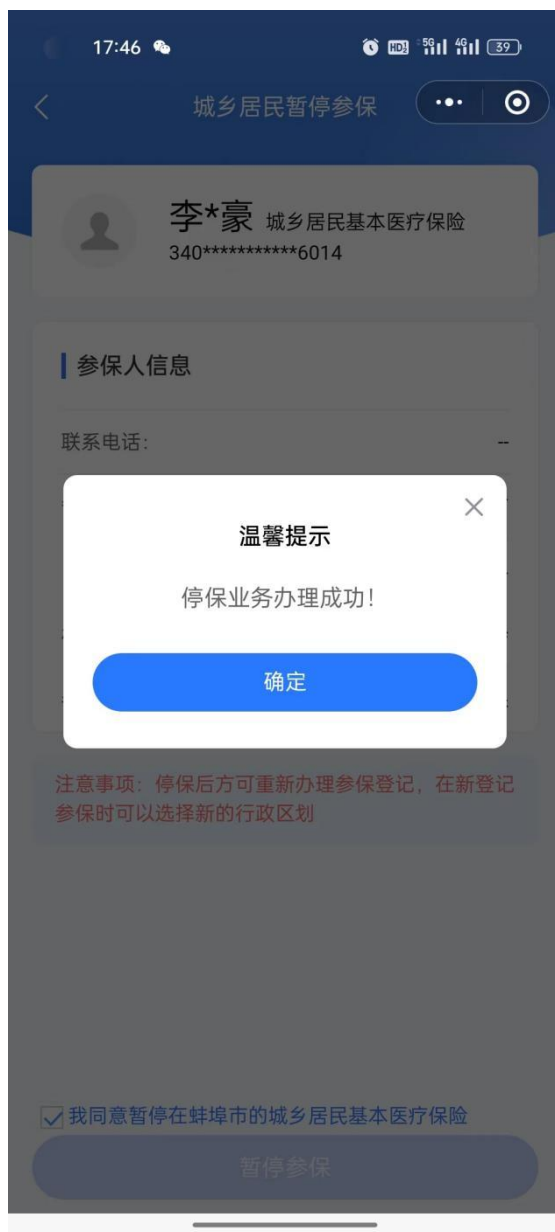 17:46
HD 5G 4G 39
城乡居民暂停参保
李*豪 城乡居民基本医疗保险
340***********6014
参保人信息
联系电话: --
温馨提示
停保业务办理成功！
确定
注意事项：停保后方可重新办理参保登记，在新登记
参保时可以选择新的行政区划
我同意暂停在蚌埠市的城乡居民基本医疗保险
暂停参保